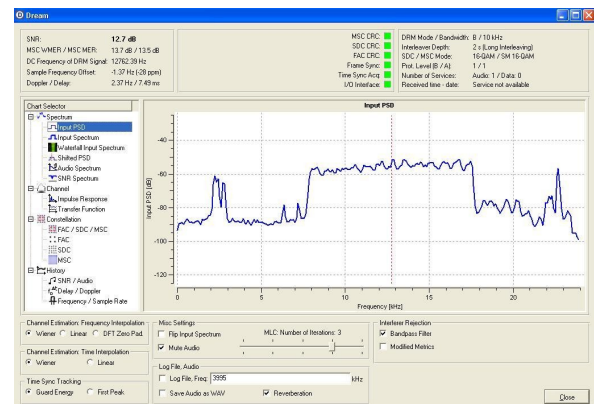 Dream
SNR: 12.7 dB
MSC WMER / MSC MER: 13.7 dB / 13.5 dB
DC Frequency of DRM Signal: 12762.39 Hz
Sample Frequency Offset: -1.37 Hz (-28 ppm)
Doppler / Delay: 2.37 Hz / 7.49 ms
MSC CRC:
SDC CRC:
FAC CRC:
Frame Sync:
Time Sync Acq:
I/O Interface:
DRM Mode / Bandwidth: B / 10 kHz
Interleaver Depth: 2 s (Long Interleaving)
SDC / MSC Mode: 16-QAM / SM 16-QAM
Prot. Level (B / A): 1 / 1
Number of Services: Audio: 1 / Data: 0
Received time - date: Service not available
Chart Selector
Spectrum
Input PSD
Input Spectrum
Waterfall Input Spectrum
Shifted PSD
Audio Spectrum
SNR Spectrum
Channel
Impulse Response
Transfer Function
Constellation
FAC / SDC / MSC
FAC
SDC
MSC
History
SNR / Audio
Delay / Doppler
Frequency / Sample Rate
Input PSD
Input PSD [dB]
-40
-60
-80
-100
-120
0 5 10 15 20
Frequency [kHz]
Channel Estimation: Frequency Interpolation
Wiener Linear DFT Zero Pad.
Channel Estimation: Time Interpolation
Wiener Linear
Time Sync Tracking
Guard Energy First Peak
Misc Settings
Flip Input Spectrum
Mute Audio
MLC: Number of Iterations: 3
Log File, Audio
Log File, Freq: 3995 kHz
Save Audio as WAV Reverberation
Interferer Rejection
Bandpass Filter
Modified Metrics
Close